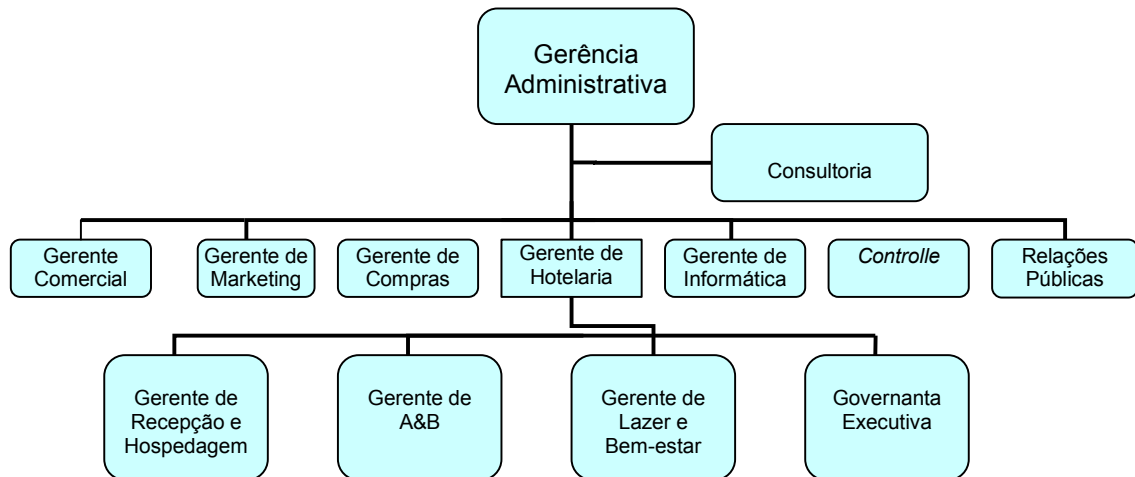 Gerência
Administrativa
Consultoria
Gerente
Comercial
Gerente de
Marketing
Gerente de
Compras
Gerente de
Hotelaria
Gerente de
Informática
Controlle
Relações
Públicas
Gerente de
Recepção e
Hospedagem
Gerente de
A&B
Gerente de
Lazer e
Bem-estar
Governanta
Executiva